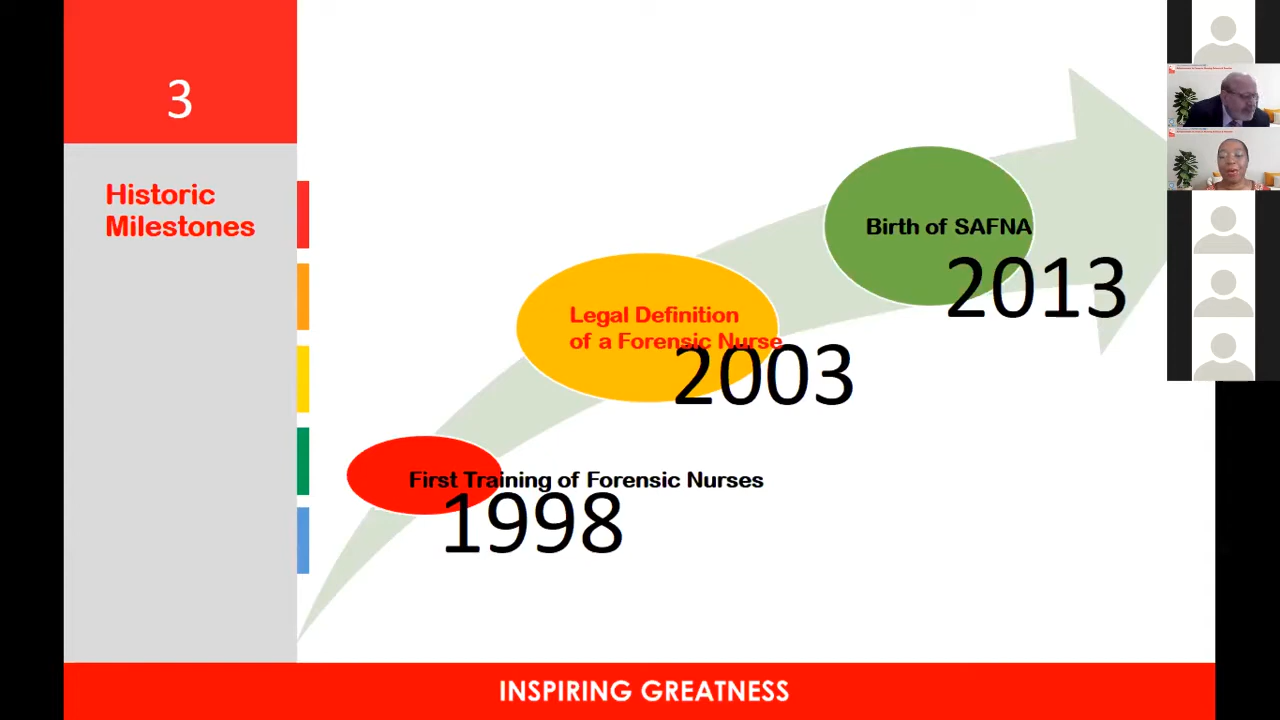 3
Historic
Milestones
Birth of SAFNA
2013
Legal Definition
of a Forensic Nurse
2003
First Training of Forensic Nurses
1998
INSPIRING GREATNESS